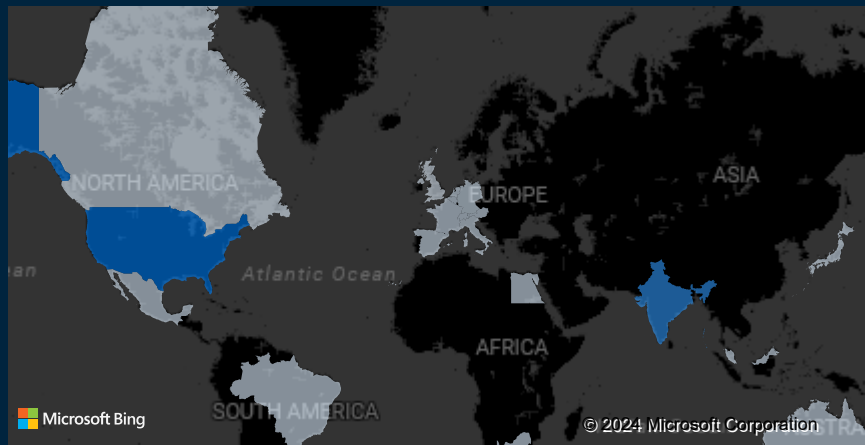 NORTH AMERICA
EUROPE
ASIA
Atlantic Ocean
AFRICA
SOUTH AMERICA
Microsoft Bing
© 2024 Microsoft Corporation